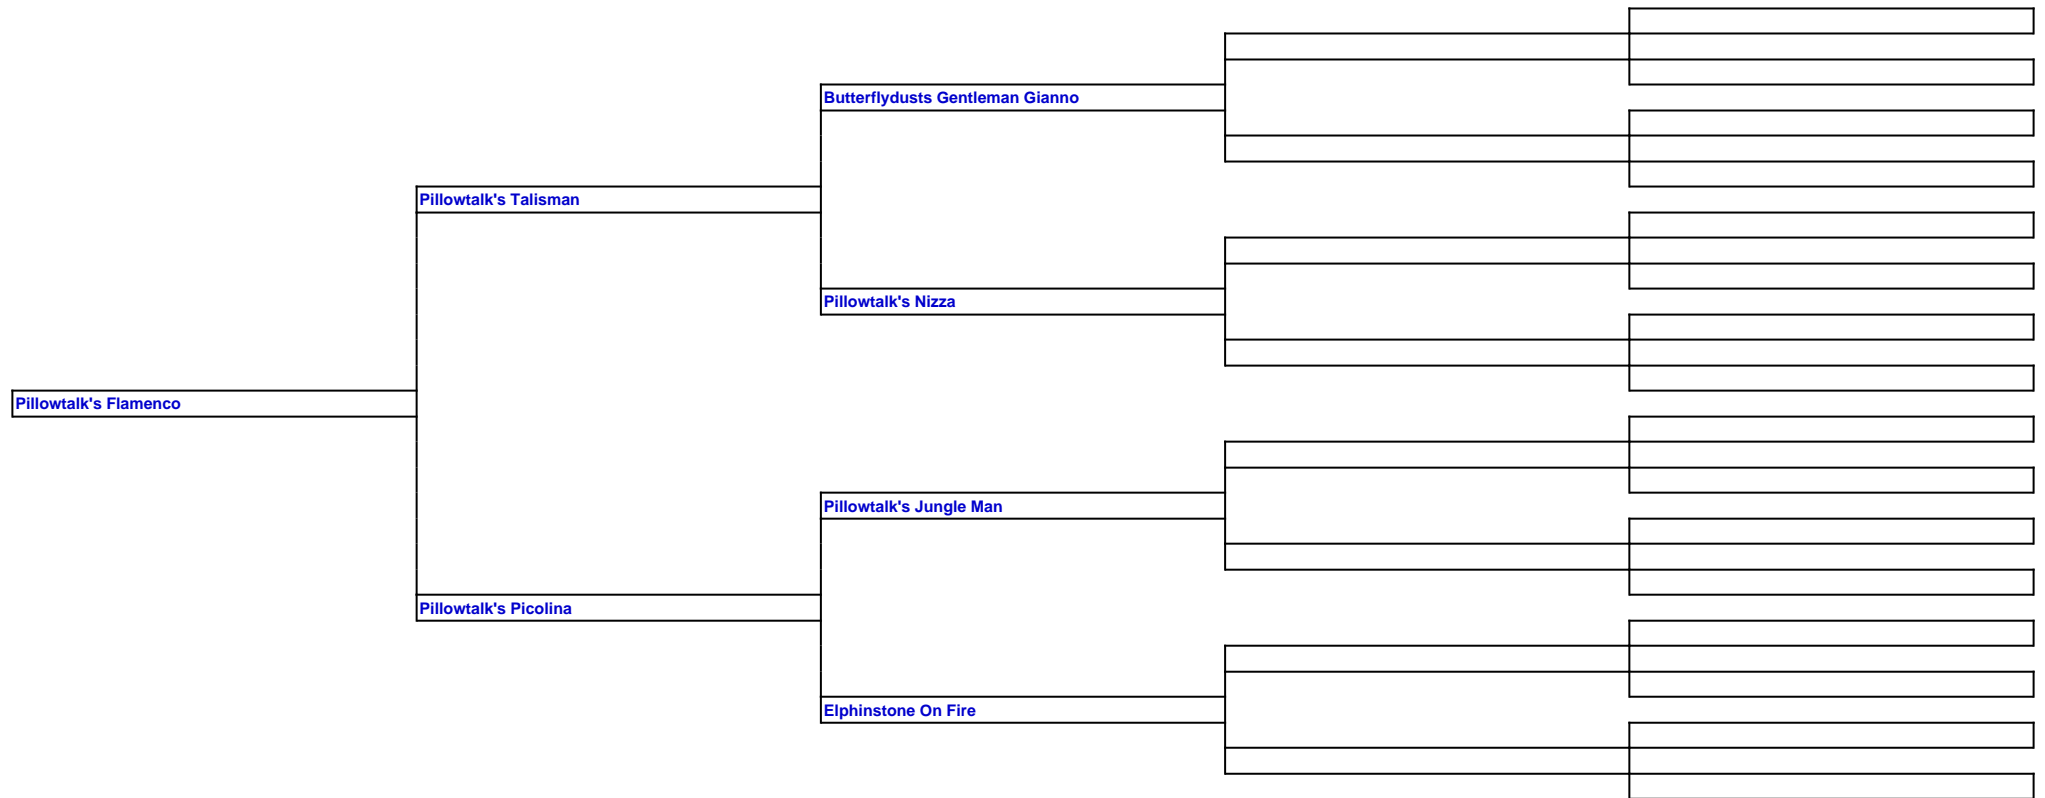 Butterflydusts Gentleman Gianno
Pillowtalk's Talisman
Pillowtalk's Nizza
Pillowtalk's Flamenco
Pillowtalk's Jungle Man
Pillowtalk's Picolina
Elphinstone On Fire